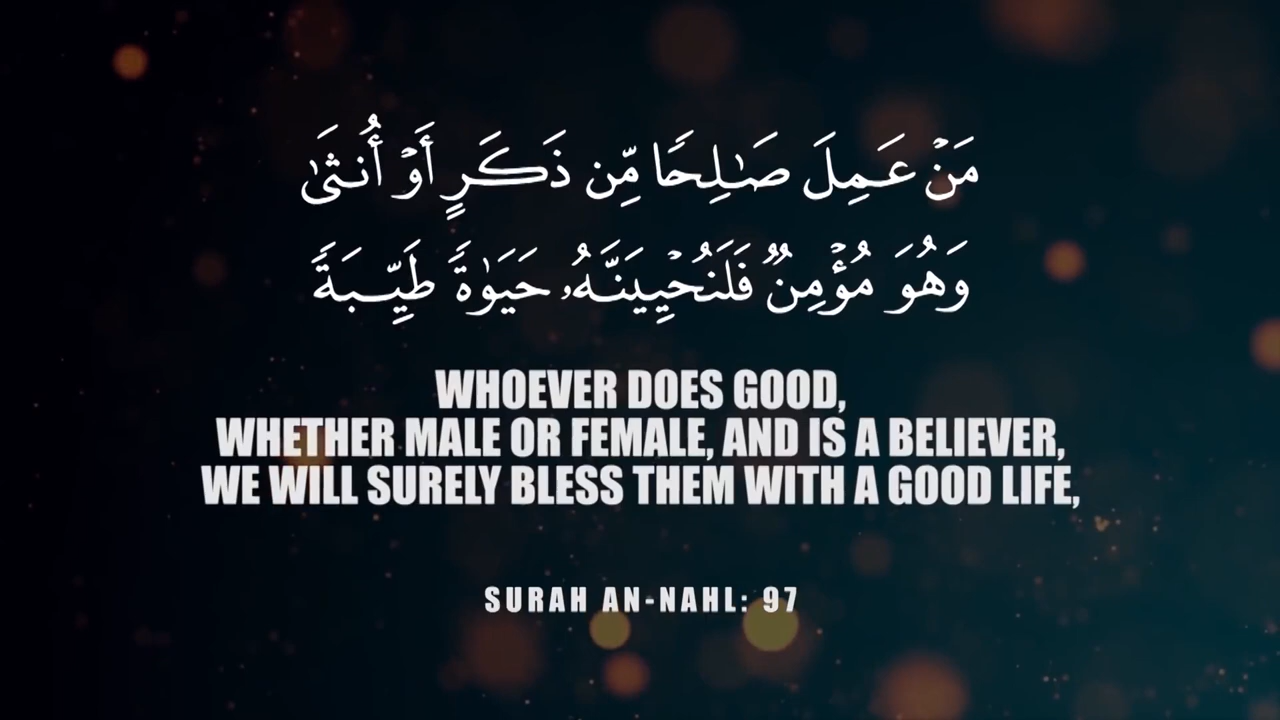 مَنْ عَمِلَ صَـٰلِحًا مِّن ذَكَرٍ أَوْ أُنثَىٰ
وَهُوَ مُؤْمِنٌ فَلَنُحْيِيَنَّهُۥ حَيَوٰةً طَيِّبَةً
WHOEVER DOES GOOD,
WHETHER MALE OR FEMALE, AND IS A BELIEVER,
WE WILL SURELY BLESS THEM WITH A GOOD LIFE,
SURAH AN-NAHL: 97